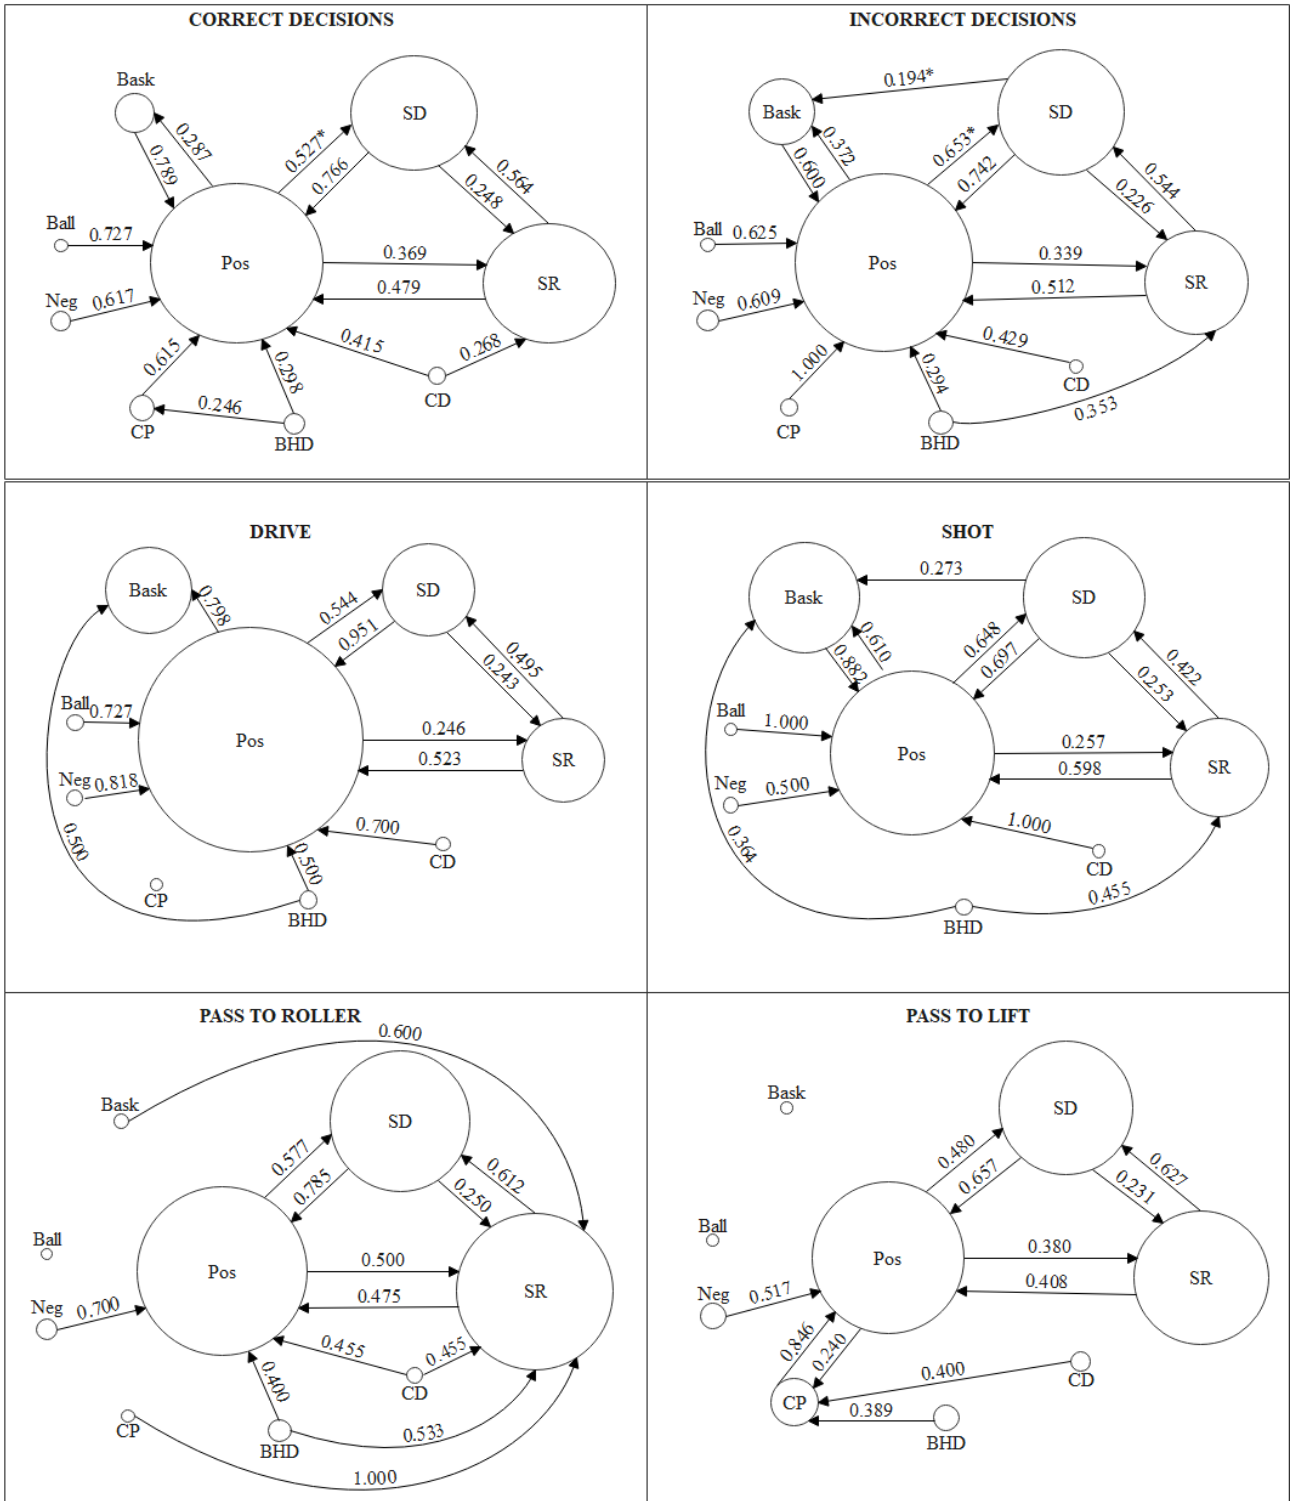 CORRECT DECISIONS
Bask
SD
0.287
0.789
0.527*
0.766
0.564
0.248
Ball
0.727
Pos
0.369
SR
0.479
Neg
0.617
0.615
0.298
0.415
0.268
CD
0.246
CP
BHD
INCORRECT DECISIONS
0.194*
Bask
SD
0.372
0.600
0.653*
0.742
0.544
0.226
Ball
0.625
Pos
0.339
SR
0.512
Neg
0.609
1.000
0.294
0.429
CD
0.353
CP
BHD
DRIVE
Bask
SD
0.798
0.544
0.951
0.495
0.243
Ball
0.727
Pos
0.246
SR
0.523
Neg
0.818
0.500
0.500
0.700
CD
CP
BHD
SHOT
0.273
Bask
SD
0.610
0.882
0.648
0.697
0.422
0.253
Ball
1.000
Pos
0.257
SR
0.598
Neg
0.500
1.000
0.364
CD
0.455
BHD
PASS TO ROLLER
0.600
Bask
SD
0.577
0.785
0.612
0.250
Ball
Pos
0.500
SR
0.475
Neg
0.700
0.455
0.455
0.400
CD
CP
BHD
0.533
1.000
PASS TO LIFT
Bask
SD
0.480
0.657
0.627
0.231
Ball
Pos
0.380
SR
0.408
Neg
0.517
0.846
0.240
0.400
CD
CP
0.389
BHD